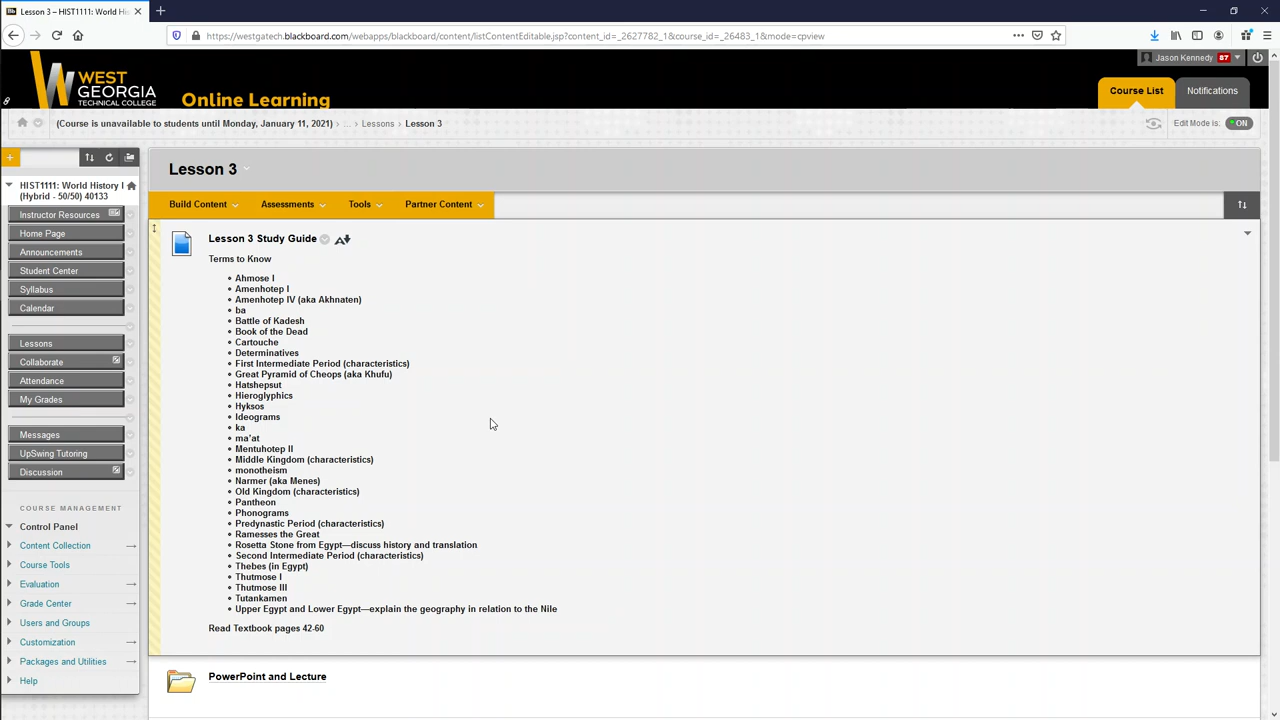 Lesson 3 – HIST1111: World His
https://westgatech.blackboard.com/webapps/blackboard/content/listContentEditable.jsp?content_id=_2627782_1&course_id=_26483_1&mode=cpview
Jason Kennedy 87
WEST GEORGIA TECHNICAL COLLEGE
Online Learning
Course List
Notifications
(Course is unavailable to students until Monday, January 11, 2021) > ... > Lessons > Lesson 3
Edit Mode is: ON
HIST1111: World History I
(Hybrid - 50/50) 40133
Instructor Resources
Home Page
Announcements
Student Center
Syllabus
Calendar
Lessons
Collaborate
Attendance
My Grades
Messages
UpSwing Tutoring
Discussion
COURSE MANAGEMENT
Control Panel
Content Collection
Course Tools
Evaluation
Grade Center
Users and Groups
Customization
Packages and Utilities
Help
Lesson 3
Build Content
Assessments
Tools
Partner Content
Lesson 3 Study Guide
Terms to Know
Ahmose I
Amenhotep I
Amenhotep IV (aka Akhnaten)
ba
Battle of Kadesh
Book of the Dead
Cartouche
Determinatives
First Intermediate Period (characteristics)
Great Pyramid of Cheops (aka Khufu)
Hatshepsut
Hieroglyphics
Hyksos
Ideograms
ka
ma'at
Mentuhotep II
Middle Kingdom (characteristics)
monotheism
Narmer (aka Menes)
Old Kingdom (characteristics)
Pantheon
Phonograms
Predynastic Period (characteristics)
Ramesses the Great
Rosetta Stone from Egypt—discuss history and translation
Second Intermediate Period (characteristics)
Thebes (in Egypt)
Thutmose I
Thutmose III
Tutankamen
Upper Egypt and Lower Egypt—explain the geography in relation to the Nile
Read Textbook pages 42-60
PowerPoint and Lecture